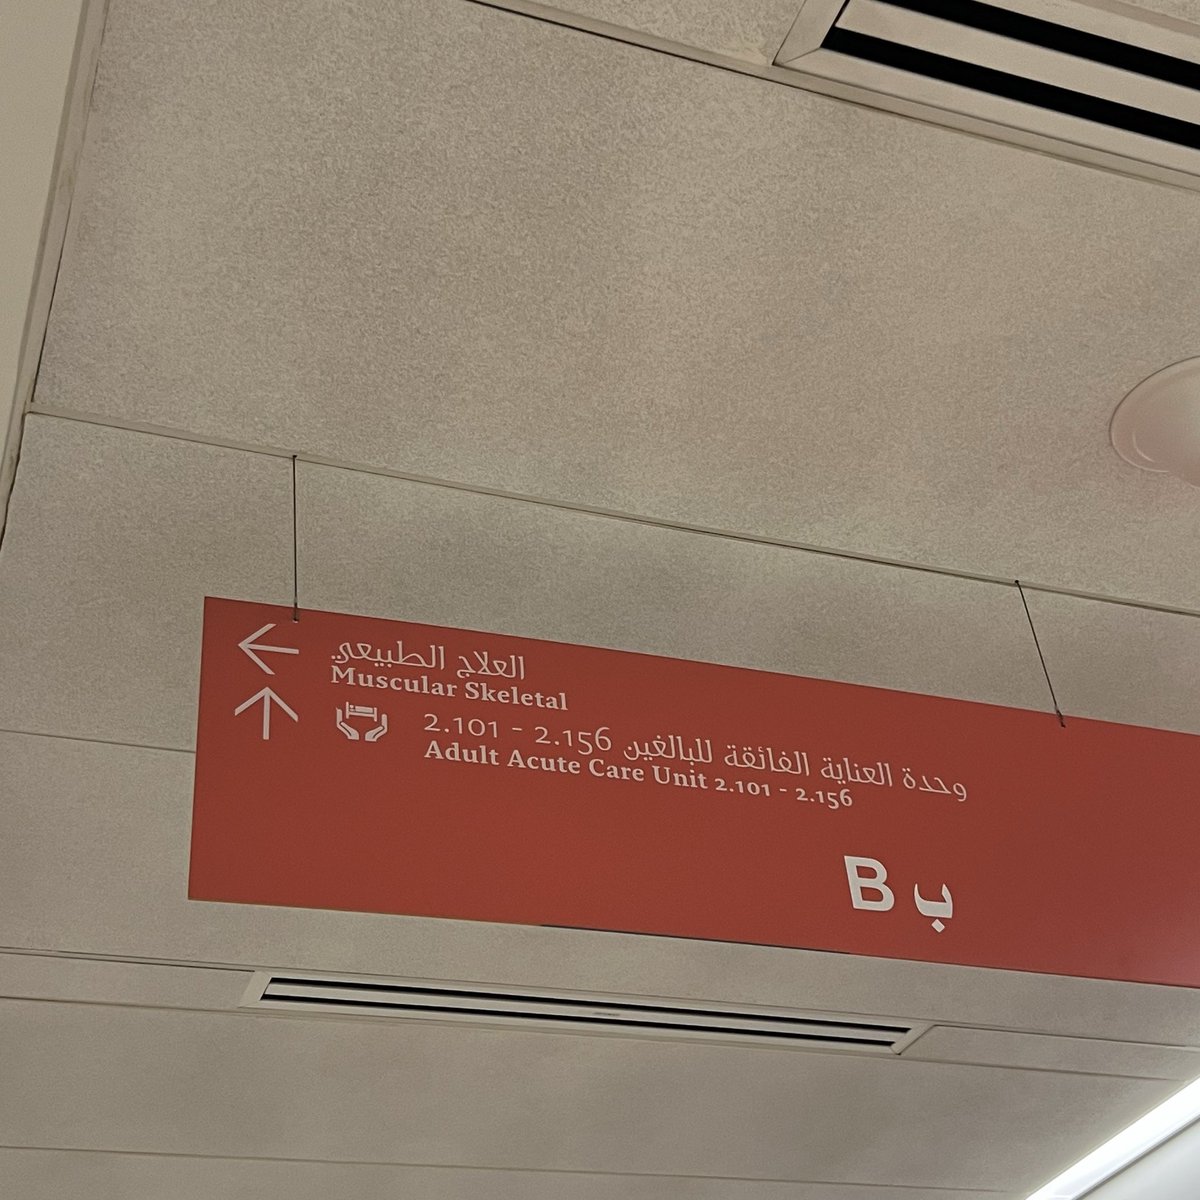 العلاج الطبيعي
Muscular Skeletal
وحدة العناية الفائقة للبالغين 2.156 - 2.101
Adult Acute Care Unit 2.101 - 2.156
B ب